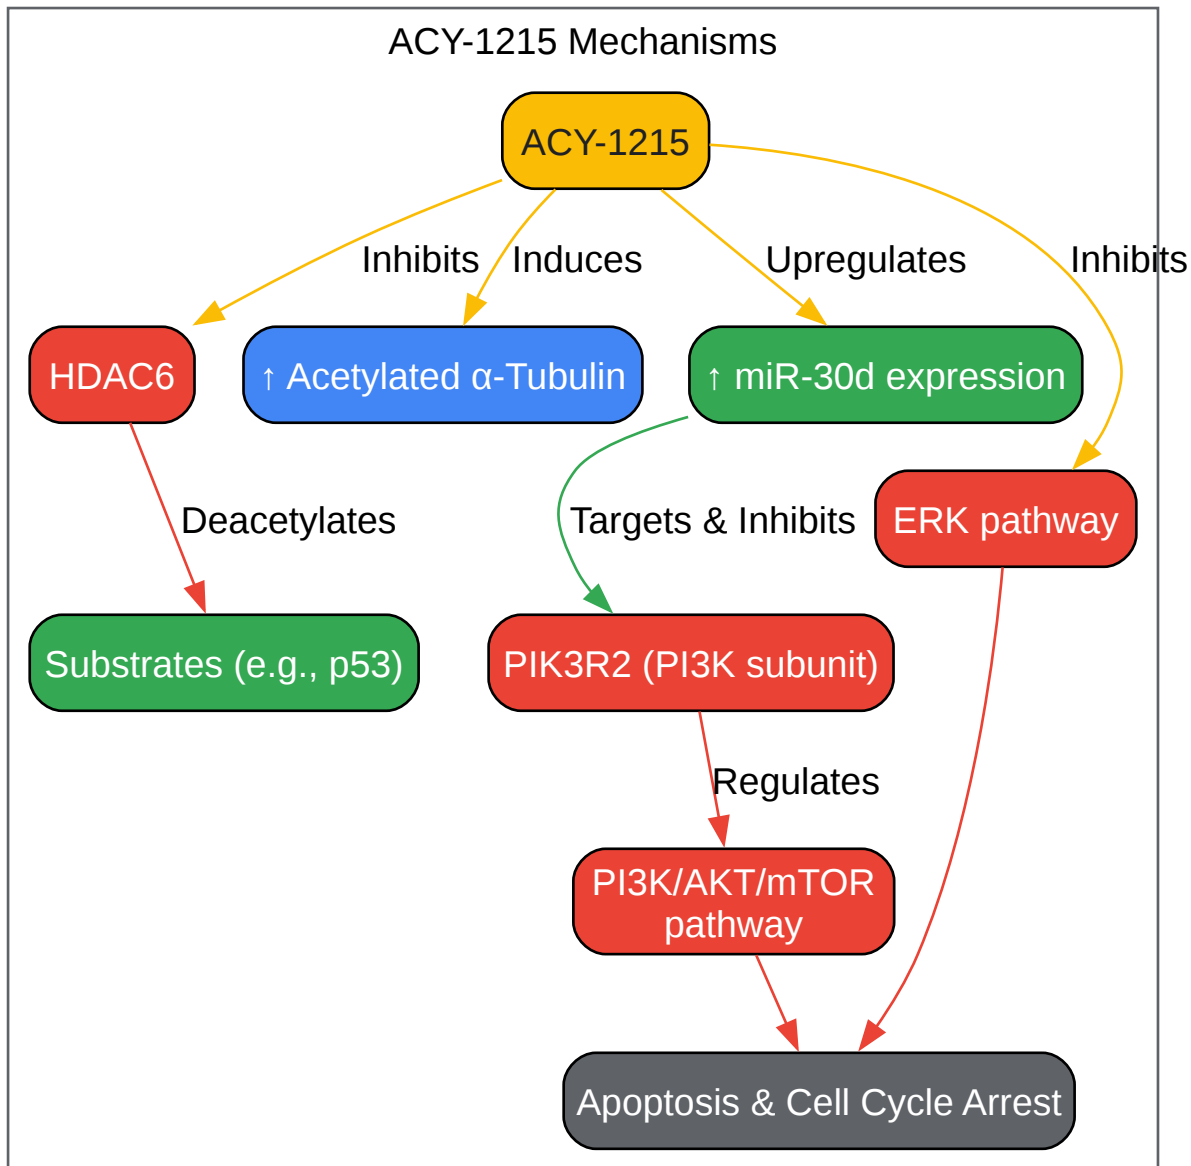 ACY-1215 Mechanisms
ACY-1215
Inhibits
Induces
Upregulates
Inhibits
HDAC6
↑ Acetylated α-Tubulin
↑ miR-30d expression
Deacetylates
Targets & Inhibits
ERK pathway
Substrates (e.g., p53)
PIK3R2 (PI3K subunit)
Regulates
PI3K/AKT/mTOR
pathway
Apoptosis & Cell Cycle Arrest